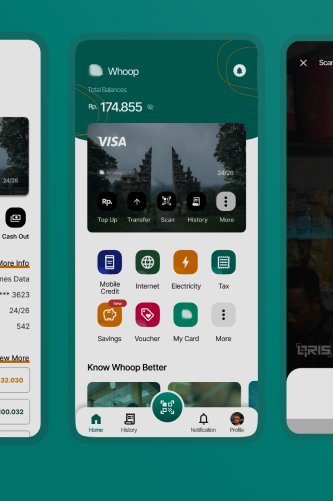 Whoop
Total Balances
Rp. 174.855
VISA
24/26
Rp.
Top Up
Transfer
Scan
History
More
Mobile Credit
Internet
Electricity
Tax
New
Savings
Voucher
My Card
More
Know Whoop Better
Home
History
Notification
Profile
24/26
Cash Out
More Info
mes Data
*** 3623
24/26
542
ew More
32.030
00.032
Scan
QRIS